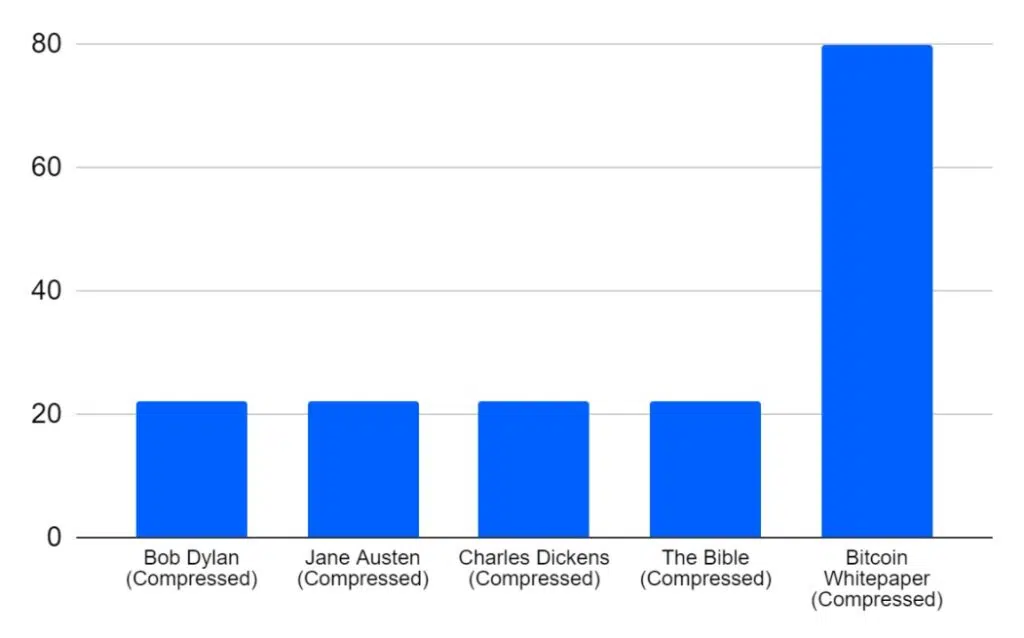 80
60
40
20
0
Bob Dylan
(Compressed)
Jane Austen
(Compressed)
Charles Dickens
(Compressed)
The Bible
(Compressed)
Bitcoin
Whitepaper
(Compressed)